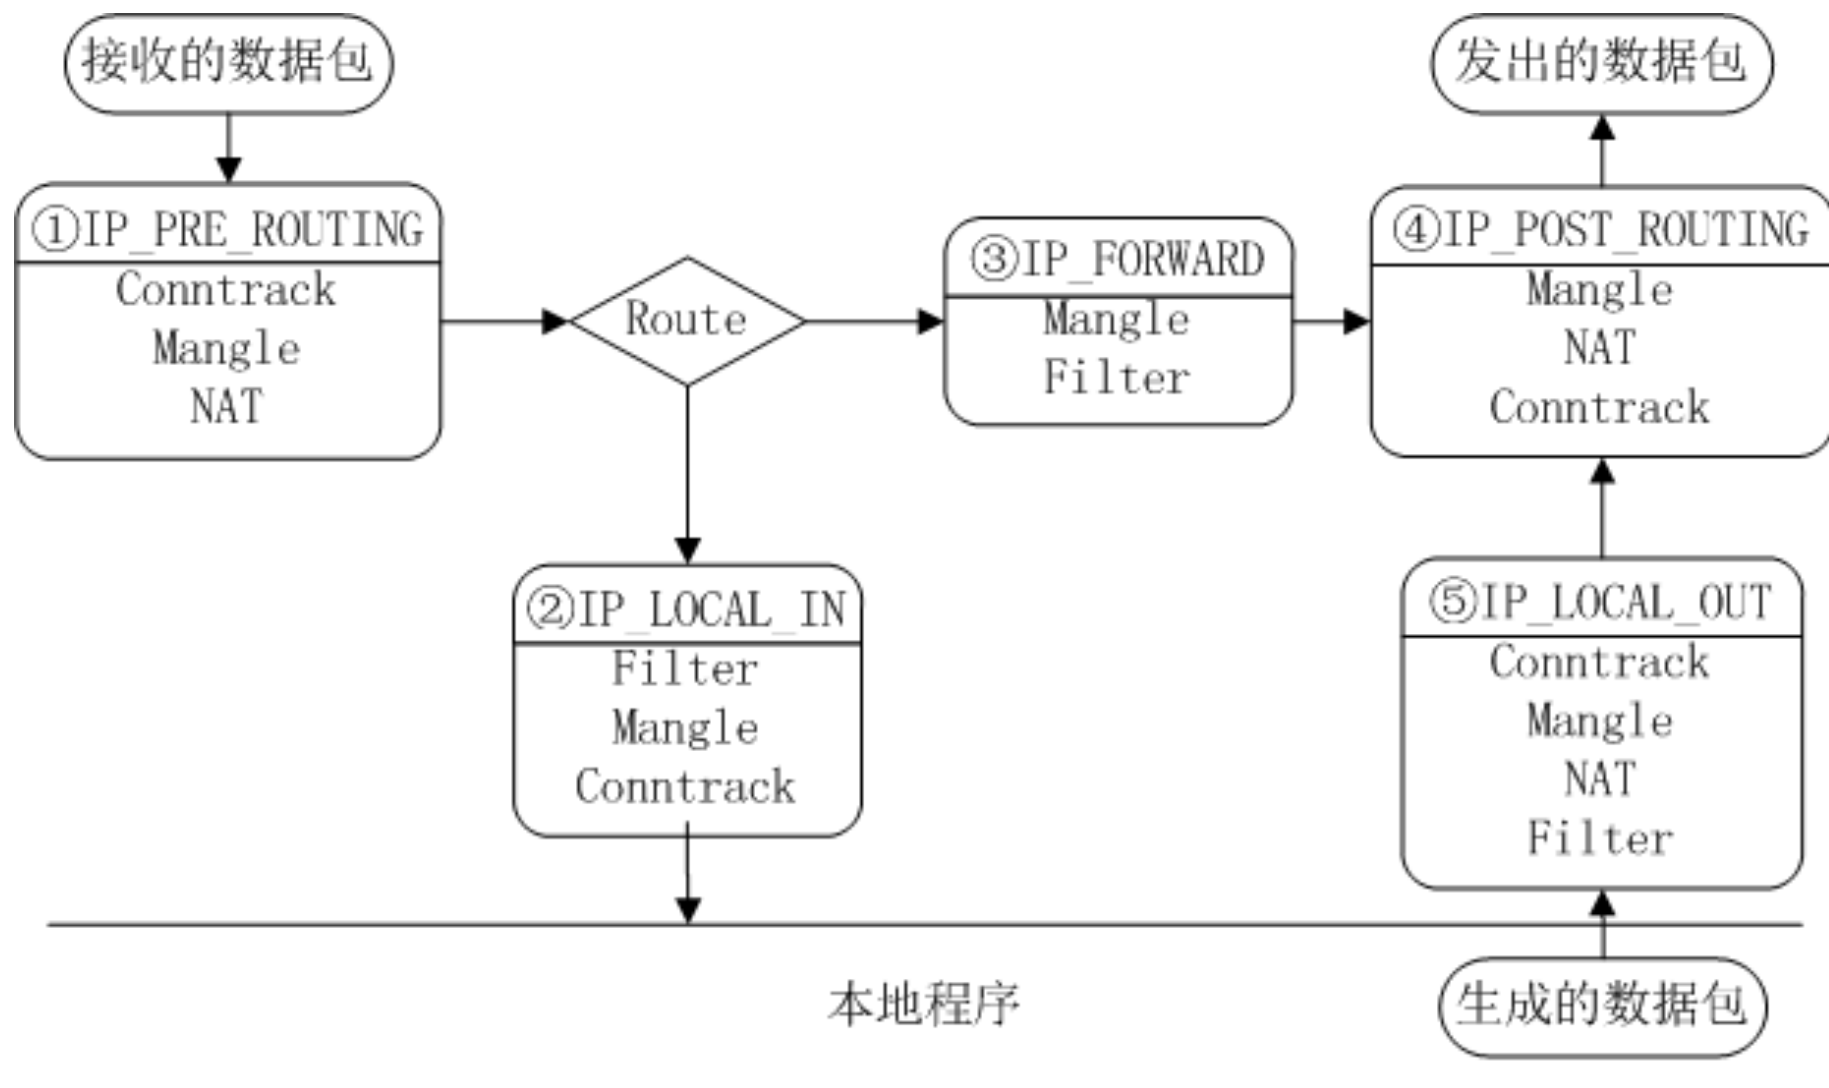 接收的数据包
发出的数据包
①IP_PRE_ROUTING
Conntrack
Mangle
NAT
Route
③IP_FORWARD
Mangle
Filter
④IP_POST_ROUTING
Mangle
NAT
Conntrack
②IP_LOCAL_IN
Filter
Mangle
Conntrack
⑤IP_LOCAL_OUT
Conntrack
Mangle
NAT
Filter
本地程序
生成的数据包